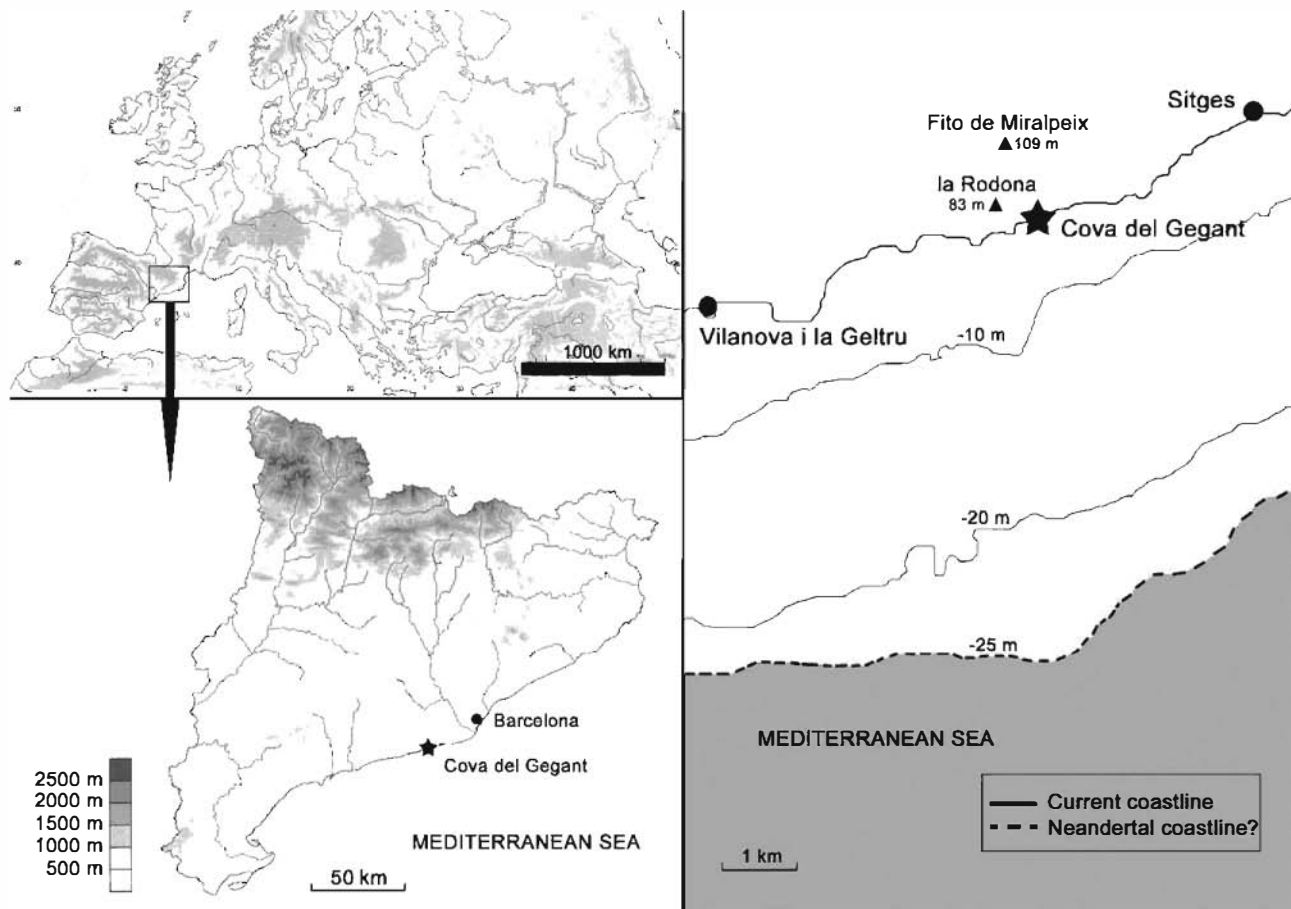 1000 km
2500 m
2000 m
1500 m
1000 m
500 m
Barcelona
Cova del Gegant
MEDITERRANEAN SEA
50 km
Sitges
Fito de Miralpeix
109 m
la Rodona
83 m
Cova del Gegant
Vilanova i la Geltru
-10 m
-20 m
-25 m
MEDITERRANEAN SEA
Current coastline
Neandertal coastline?
1 km